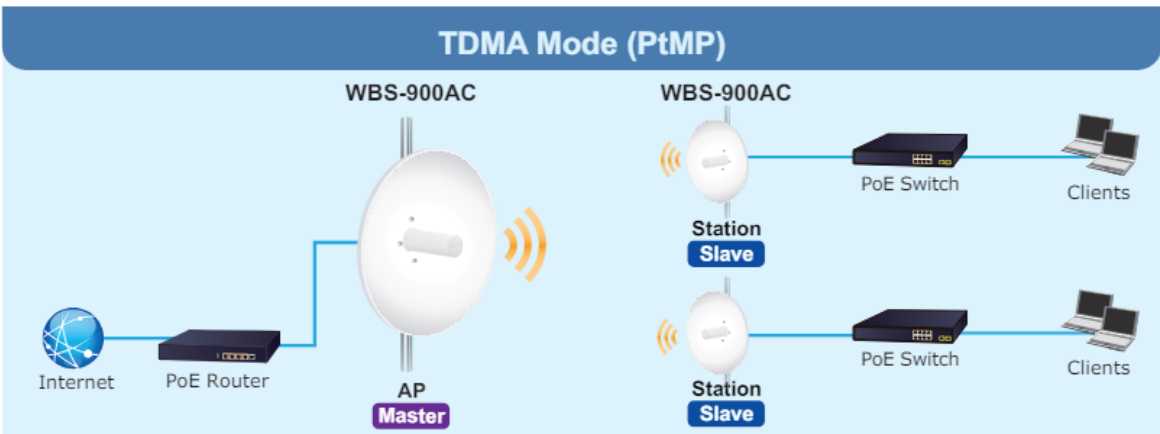 TDMA Mode (PtMP)
WBS-900AC
WBS-900AC
PoE Switch
Clients
Station
Slave
Internet
PoE Router
AP
Master
PoE Switch
Clients
Station
Slave